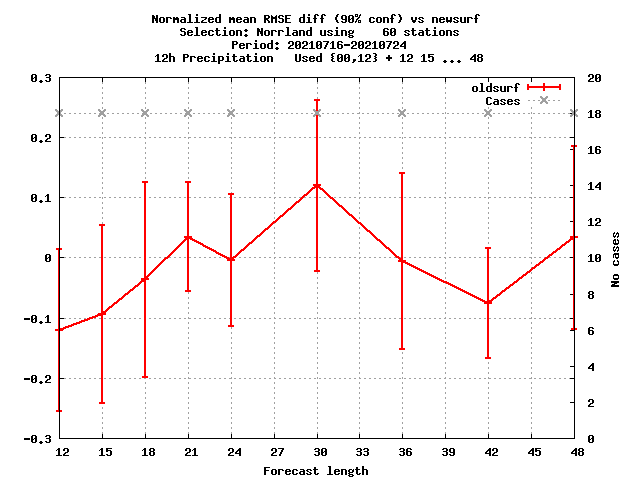 Normalized mean RMSE diff (90% conf) vs newsurf
Selection: Norrland using    60 stations
Period: 20210716-20210724
12h Precipitation   Used {00,12} + 12 15 ... 48
oldsurf
Cases
0.3
0.2
0.1
0
-0.1
-0.2
-0.3
20
18
16
14
12
10
8
6
4
2
0
No cases
12 15 18 21 24 27 30 33 36 39 42 45 48
Forecast length